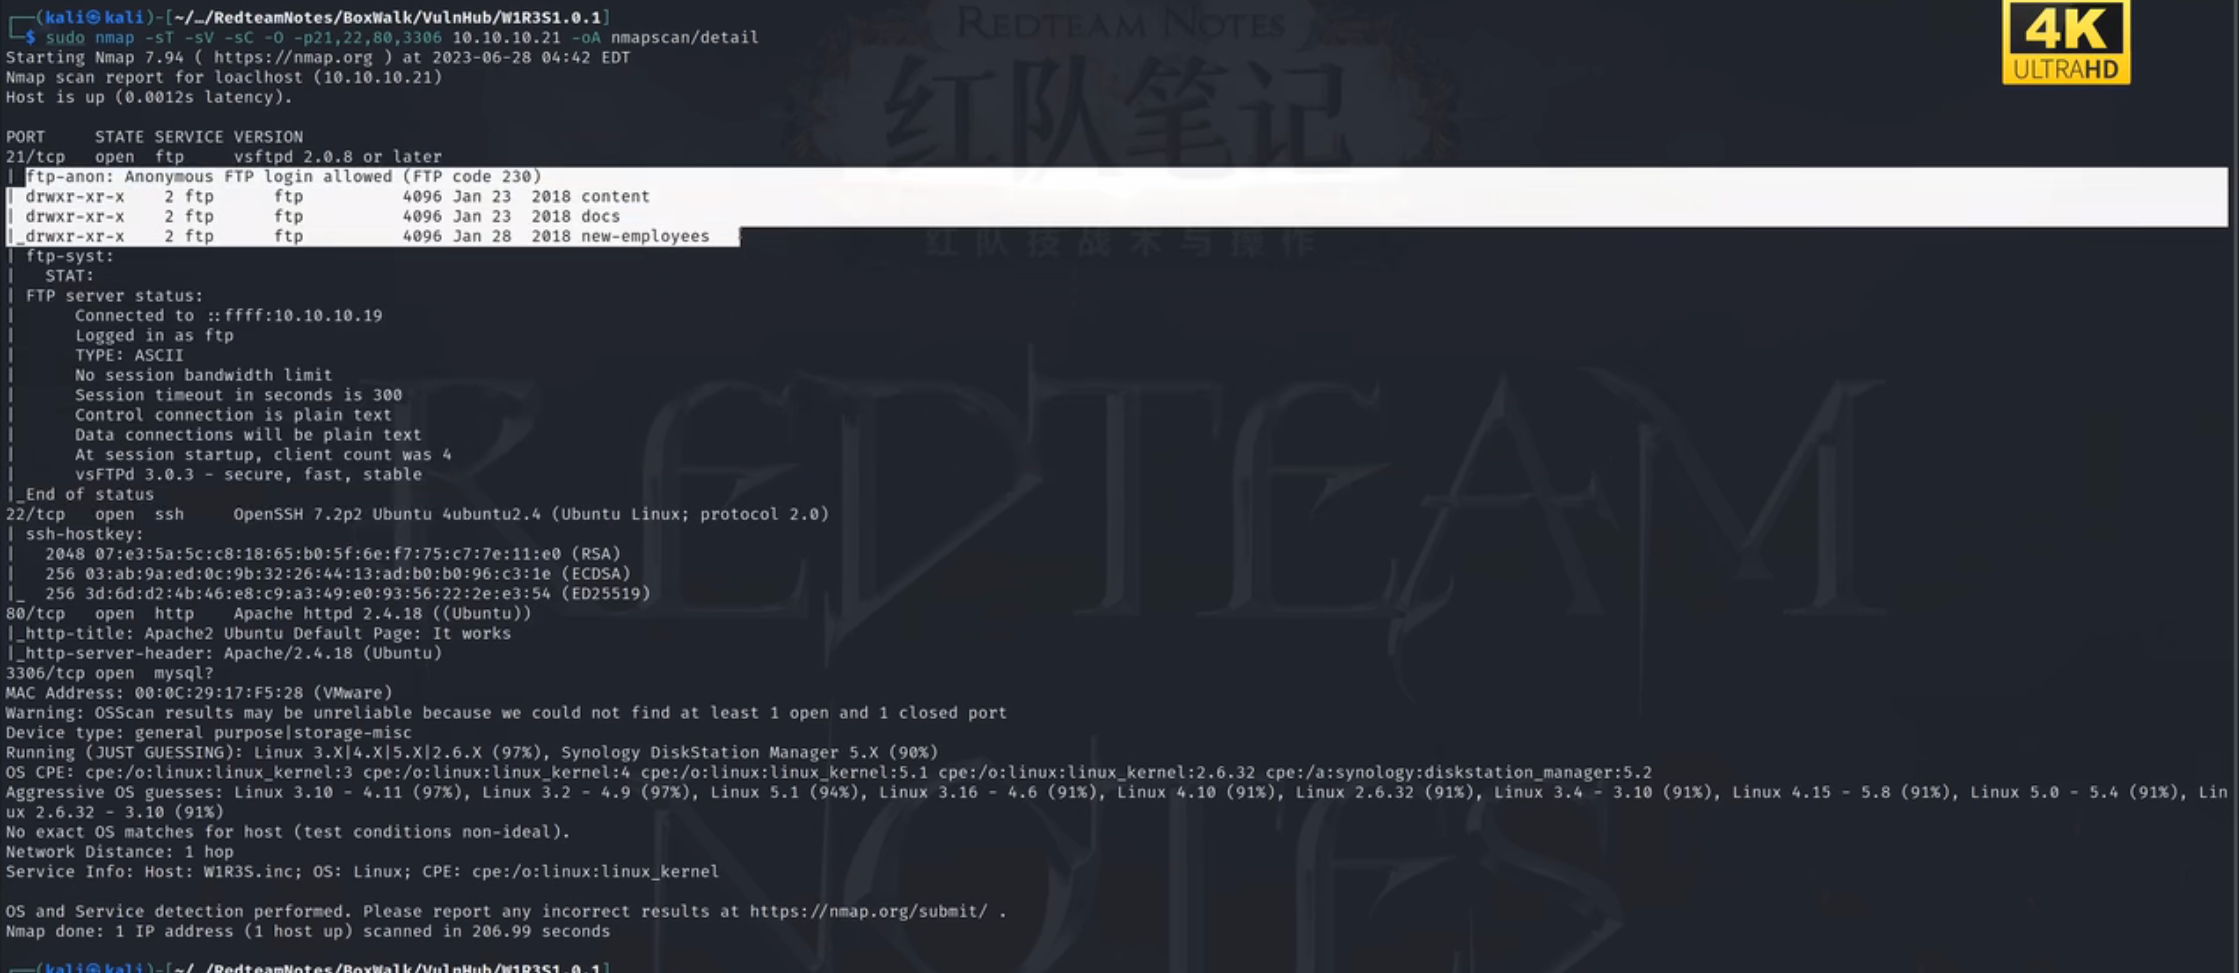 ┌──(kali㉿kali)-[~/…/RedteamNotes/BoxWalk/VulnHub/W1R3S1.0.1]
└─$ sudo nmap -sT -sV -sC -O -p21,22,80,3306 10.10.10.21 -oA nmapscan/detail
Starting Nmap 7.94 ( https://nmap.org ) at 2023-06-28 04:42 EDT
Nmap scan report for loaclhost (10.10.10.21)
Host is up (0.0012s latency).
PORT     STATE SERVICE VERSION
21/tcp   open  ftp     vsftpd 2.0.8 or later
| ftp-anon: Anonymous FTP login allowed (FTP code 230)
| drwxr-xr-x    2 ftp      ftp          4096 Jan 23  2018 content
| drwxr-xr-x    2 ftp      ftp          4096 Jan 23  2018 docs
|_drwxr-xr-x    2 ftp      ftp          4096 Jan 28  2018 new-employees
| ftp-syst:
|   STAT:
| FTP server status:
|      Connected to ::ffff:10.10.10.19
|      Logged in as ftp
|      TYPE: ASCII
|      No session bandwidth limit
|      Session timeout in seconds is 300
|      Control connection is plain text
|      Data connections will be plain text
|      At session startup, client count was 4
|      vsFTPd 3.0.3 - secure, fast, stable
|_End of status
22/tcp   open  ssh     OpenSSH 7.2p2 Ubuntu 4ubuntu2.4 (Ubuntu Linux; protocol 2.0)
| ssh-hostkey:
|   2048 07:e3:5a:5c:c8:18:65:b0:5f:6e:f7:75:c7:7e:11:e0 (RSA)
|   256 03:ab:9a:ed:0c:9b:32:26:44:13:ad:b0:b0:96:c3:1e (ECDSA)
|_  256 3d:6d:d2:4b:46:e8:c9:a3:49:e0:93:56:22:2e:e3:54 (ED25519)
80/tcp   open  http    Apache httpd 2.4.18 ((Ubuntu))
|_http-title: Apache2 Ubuntu Default Page: It works
|_http-server-header: Apache/2.4.18 (Ubuntu)
3306/tcp open  mysql?
MAC Address: 00:0C:29:17:F5:28 (VMware)
Warning: OSScan results may be unreliable because we could not find at least 1 open and 1 closed port
Device type: general purpose|storage-misc
Running (JUST GUESSING): Linux 3.X|4.X|5.X|2.6.X (97%), Synology DiskStation Manager 5.X (90%)
OS CPE: cpe:/o:linux:linux_kernel:3 cpe:/o:linux:linux_kernel:4 cpe:/o:linux:linux_kernel:5.1 cpe:/o:linux:linux_kernel:2.6.32 cpe:/a:synology:diskstation_manager:5.2
Aggressive OS guesses: Linux 3.10 - 4.11 (97%), Linux 3.2 - 4.9 (97%), Linux 5.1 (94%), Linux 3.16 - 4.6 (91%), Linux 4.10 (91%), Linux 2.6.32 (91%), Linux 3.4 - 3.10 (91%), Linux 4.15 - 5.8 (91%), Linux 5.0 - 5.4 (91%), Lin
ux 2.6.32 - 3.10 (91%)
No exact OS matches for host (test conditions non-ideal).
Network Distance: 1 hop
Service Info: Host: W1R3S.inc; OS: Linux; CPE: cpe:/o:linux:linux_kernel
OS and Service detection performed. Please report any incorrect results at https://nmap.org/submit/ .
Nmap done: 1 IP address (1 host up) scanned in 206.99 seconds
┌──(kali㉿kali)-[~/…/RedteamNotes/BoxWalk/VulnHub/W1R3S1.0.1]
REDTEAM NOTES
红队笔记
红队技战术与操作
REDTEAM
NOTES
4K
ULTRAHD